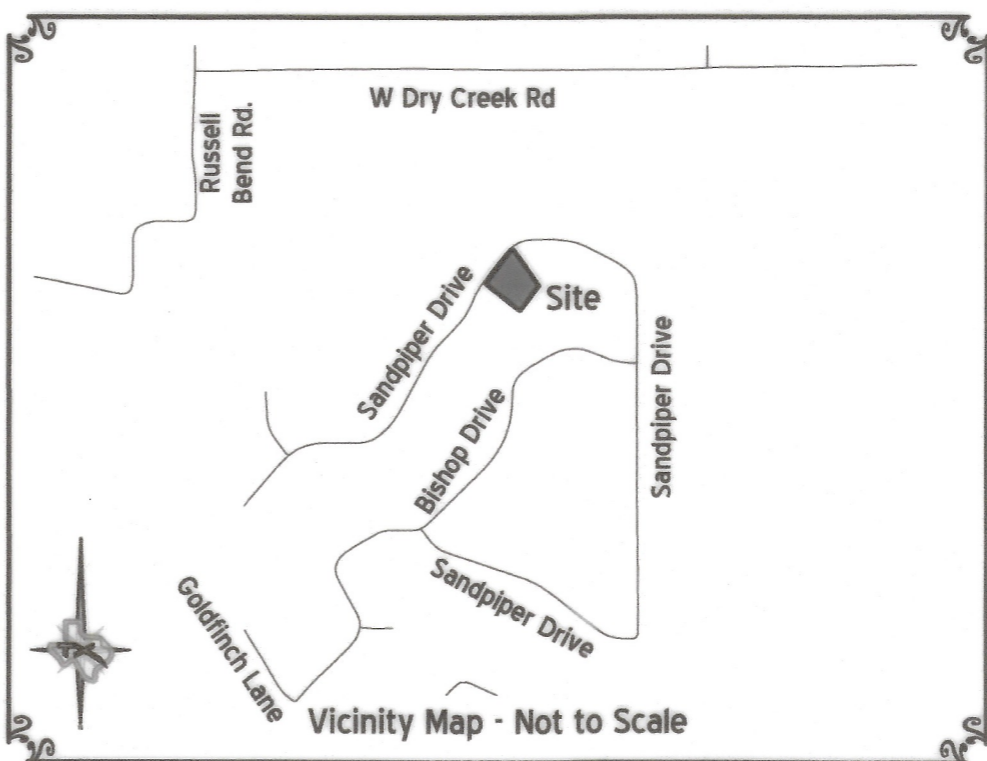 W Dry Creek Rd
Russell
Bend Rd.
Sandpiper Drive
Site
Sandpiper Drive
Bishop Drive
Sandpiper Drive
Goldfinch Lane
TX
Vicinity Map - Not to Scale